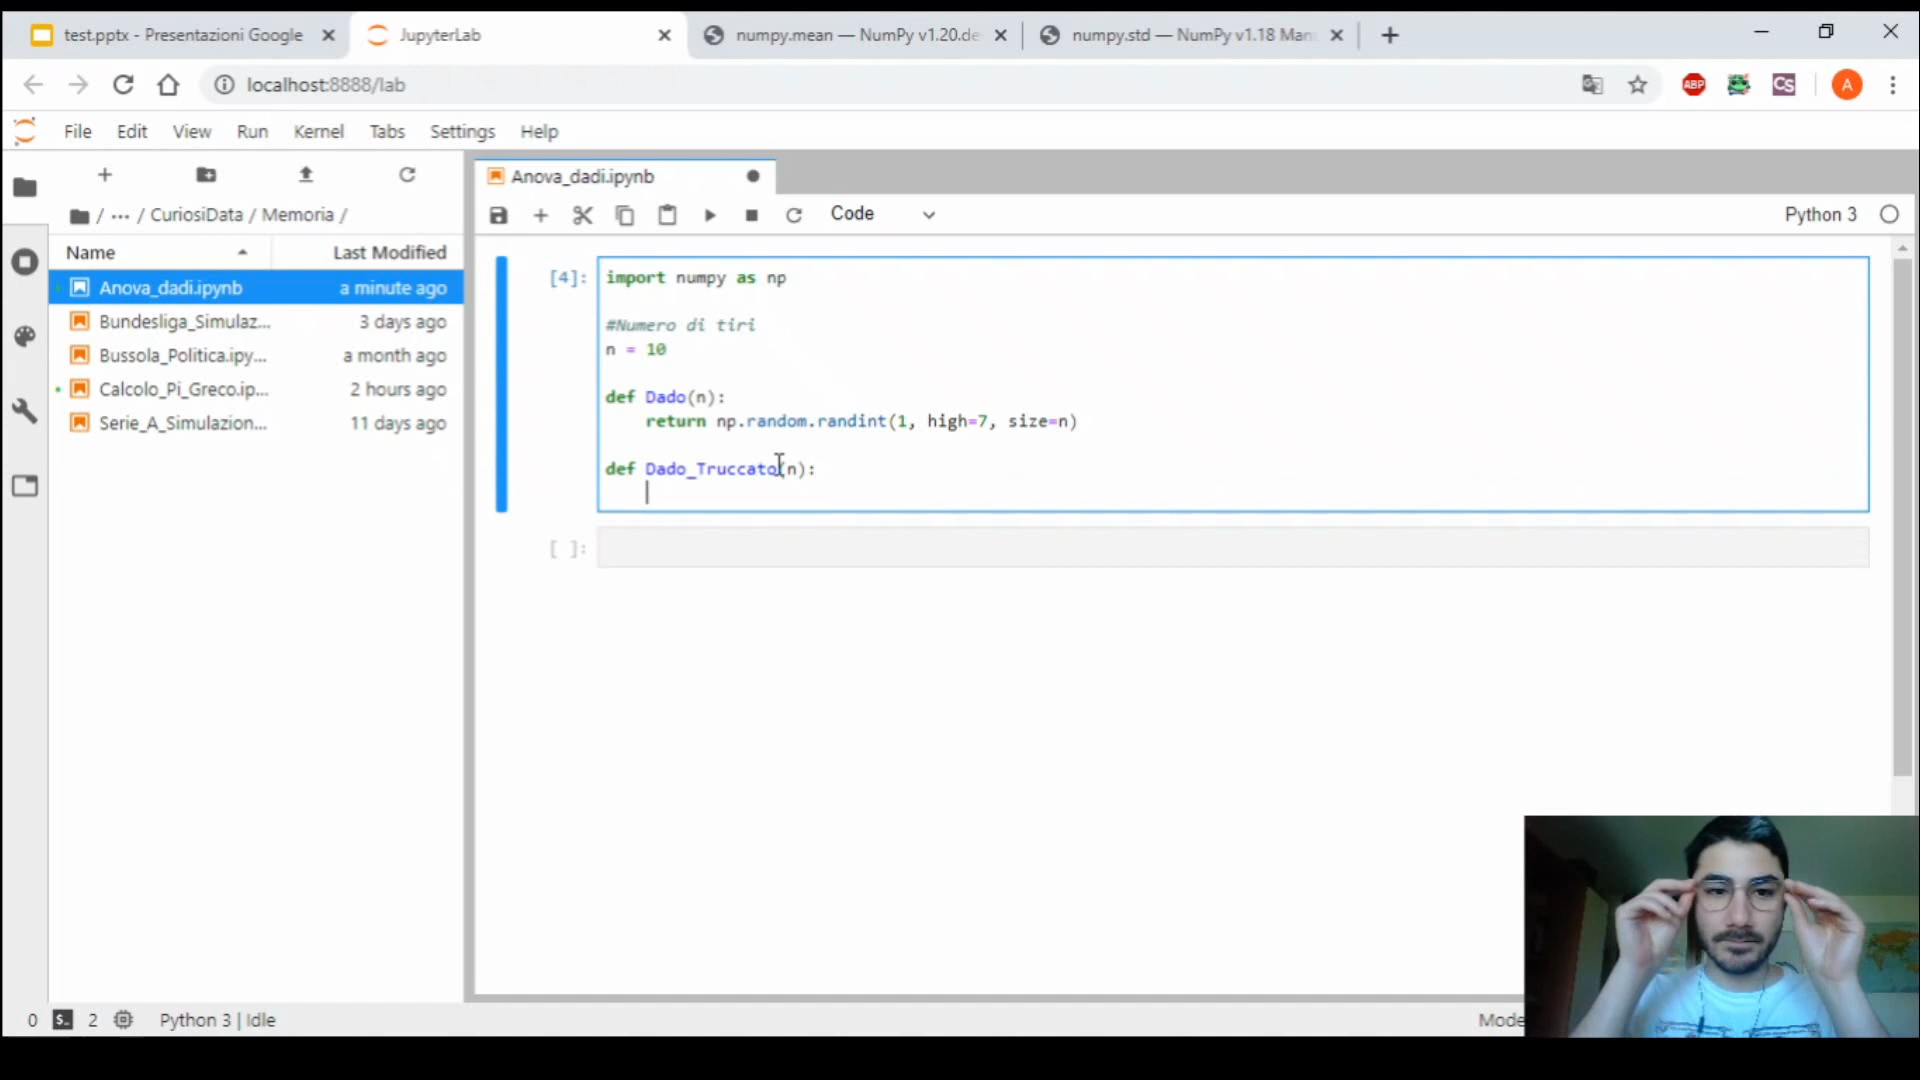 test.pptx - Presentazioni Google
JupyterLab
numpy.mean — NumPy v1.20.de
numpy.std — NumPy v1.18 Man
localhost:8888/lab
ABP
CS
A
File Edit View Run Kernel Tabs Settings Help
Anova_dadi.ipynb
/ ··· / CuriosiData / Memoria /
Code
Python 3
Name Last Modified
Anova_dadi.ipynb a minute ago
Bundesliga_Simulaz... 3 days ago
Bussola_Politica.ipy... a month ago
Calcolo_Pi_Greco.ip... 2 hours ago
Serie_A_Simulazion... 11 days ago
[4]:
import numpy as np
#Numero di tiri
n = 10
def Dado(n):
return np.random.randint(1, high=7, size=n)
def Dado_Truccato(n):
[ ]:
0 2 Python 3 | Idle
Mode